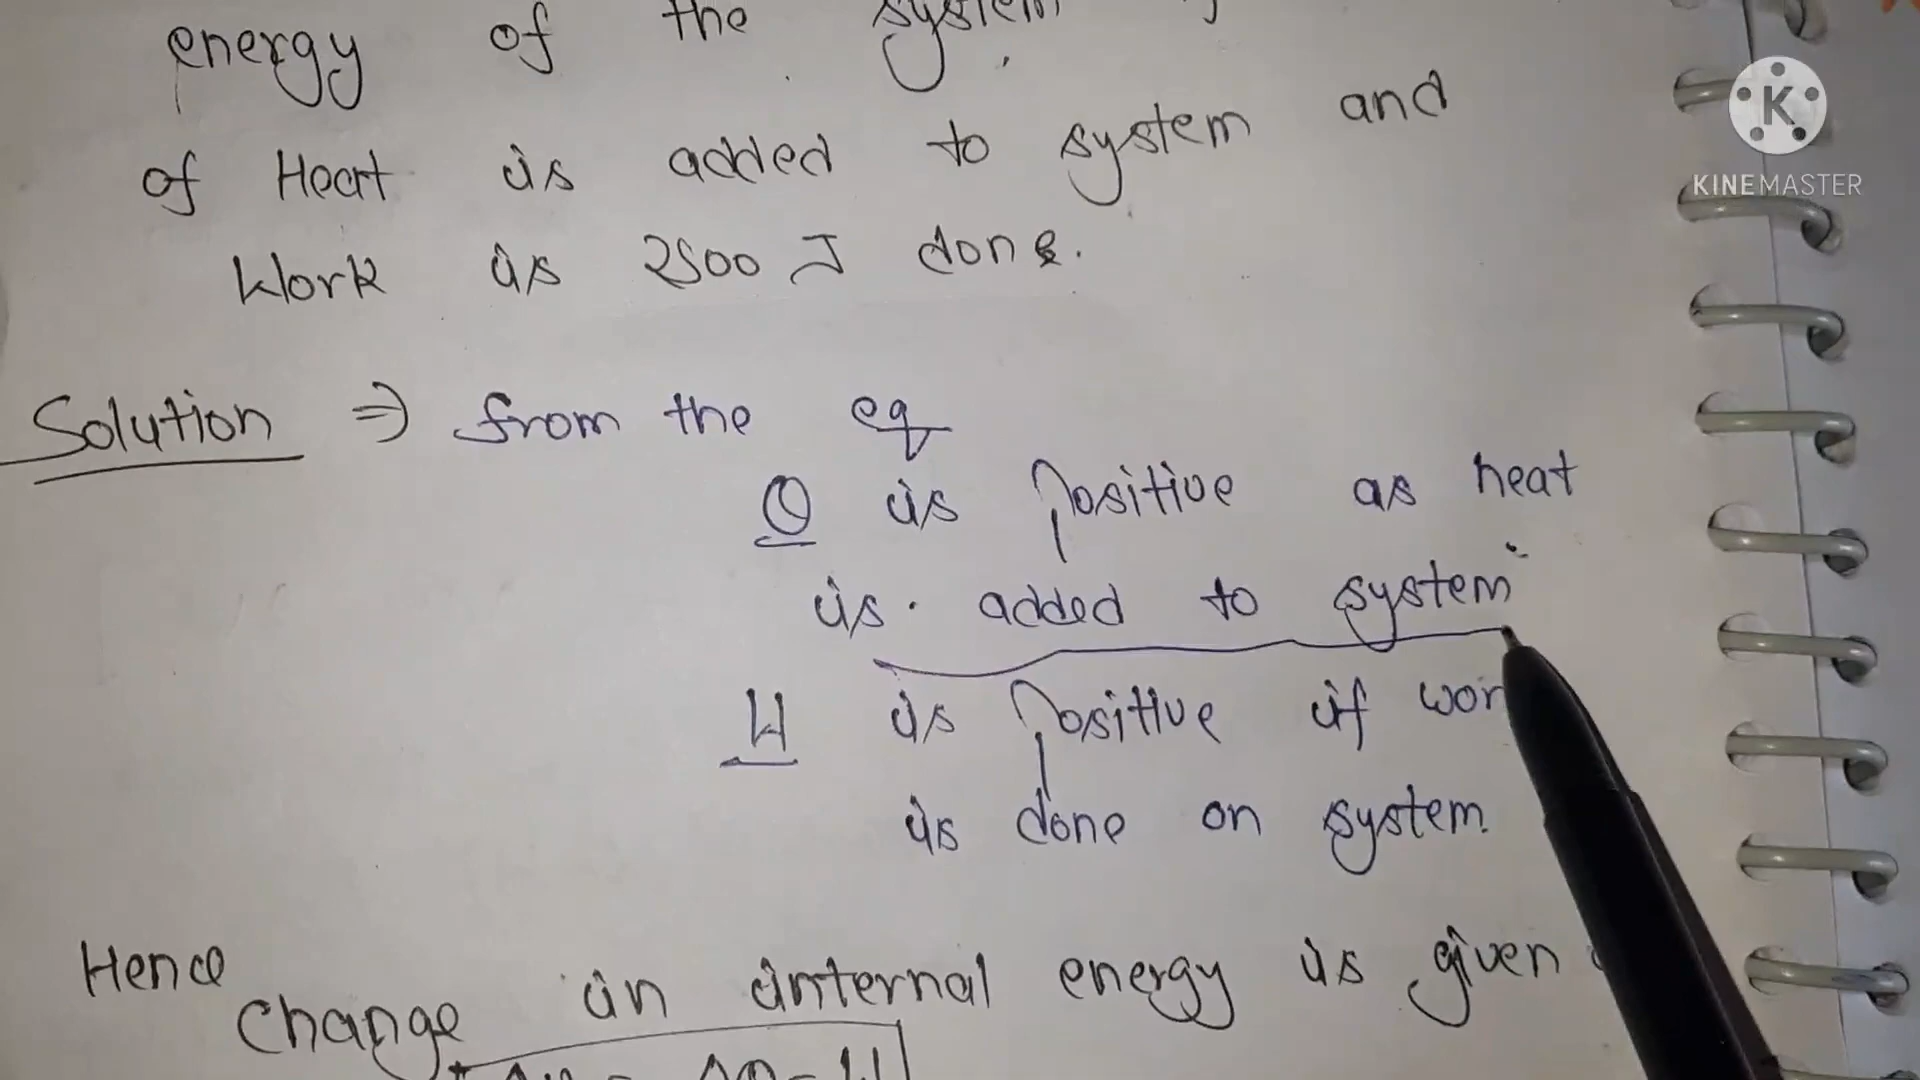 energy of the system
of Heat is added to system and
Work is 2500 J done.
Solution ⇒ from the eq
Q is Positive as heat
is added to system
W is Positive if wor
is done on system.
Hence
change in internal energy is given
KINEMASTER